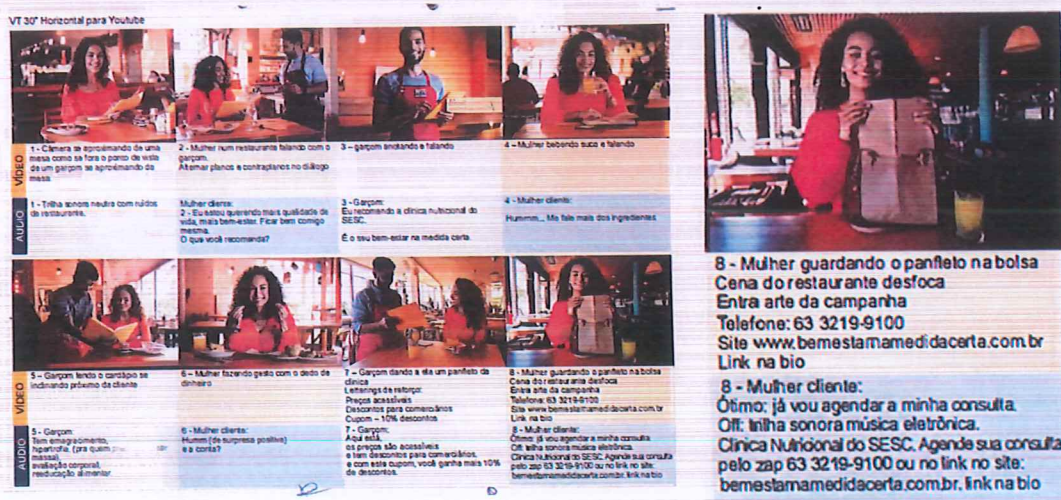 VT 30" Horizontal para Youtube
VÍDEO
1 - Câmera se aproximando de uma
mesa como se fora o ponto de vista
de um garçom se aproximando da
mesa
2 - Mulher num restaurante falando com o
garçom.
Alternar planos e contraplanos no diálogo
3 – garçom anotando e falando
4 – Mulher bebendo suco e falando
AUDIO
1 - Trilha sonora neutra com ruídos
de restaurante.
Mulher cliente:
2 - Eu estou querendo mais qualidade de
vida, mais bem-estar. Ficar bem comigo
mesma.
O que você recomenda?
3 - Garçom:
Eu recomendo a clínica nutricional do
SESC.
É o seu bem-estar na medida certa.
4 - Mulher cliente:
Hummm... Me fale mais dos ingredientes
VÍDEO
5 – Garçom lendo o cardápio se
inclinando próximo da cliente
6 – Mulher fazendo gesto com o dedo de
dinheiro
7 – Garçom dando a ela um panfleto da
clínica
Letterings de reforço:
Preços acessíveis
Descontos para comerciários
Cupom – 10% descontos
8 - Mulher guardando o panfleto na bolsa
Cena do restaurante desfoca
Entra arte da campanha
Telefone: 63 3219-9100
Site www.bemestarnamedidacerta.com.br
Link na bio
AUDIO
5 - Garçom:
Tem emagrecimento,
hipertrofia, (pra quem
massa),
avaliação corporal,
reeducação alimentar.
6 - Mulher cliente:
Humm (de surpresa positiva)
e a conta?
7 - Garçom:
Aqui está,
os preços são acessíveis
e tem descontos para comerciários,
e com este cupom, você ganha mais 10%
de descontos.
8 - Mulher cliente:
Ótimo: já vou agendar a minha consulta.
Off: trilha sonora música eletrônica.
Clínica Nutricional do SESC. Agende sua consulta
pelo zap 63 3219-9100 ou no link no site:
bemestarnamedidacerta.com.br, link na bio
8 - Mulher guardando o panfleto na bolsa
Cena do restaurante desfoca
Entra arte da campanha
Telefone: 63 3219-9100
Site www.bemestarnamedidacerta.com.br
Link na bio
8 - Mulher cliente:
Ótimo: já vou agendar a minha consulta.
Off: trilha sonora música eletrônica.
Clínica Nutricional do SESC. Agende sua consulta
pelo zap 63 3219-9100 ou no link no site:
bemestarnamedidacerta.com.br, link na bio